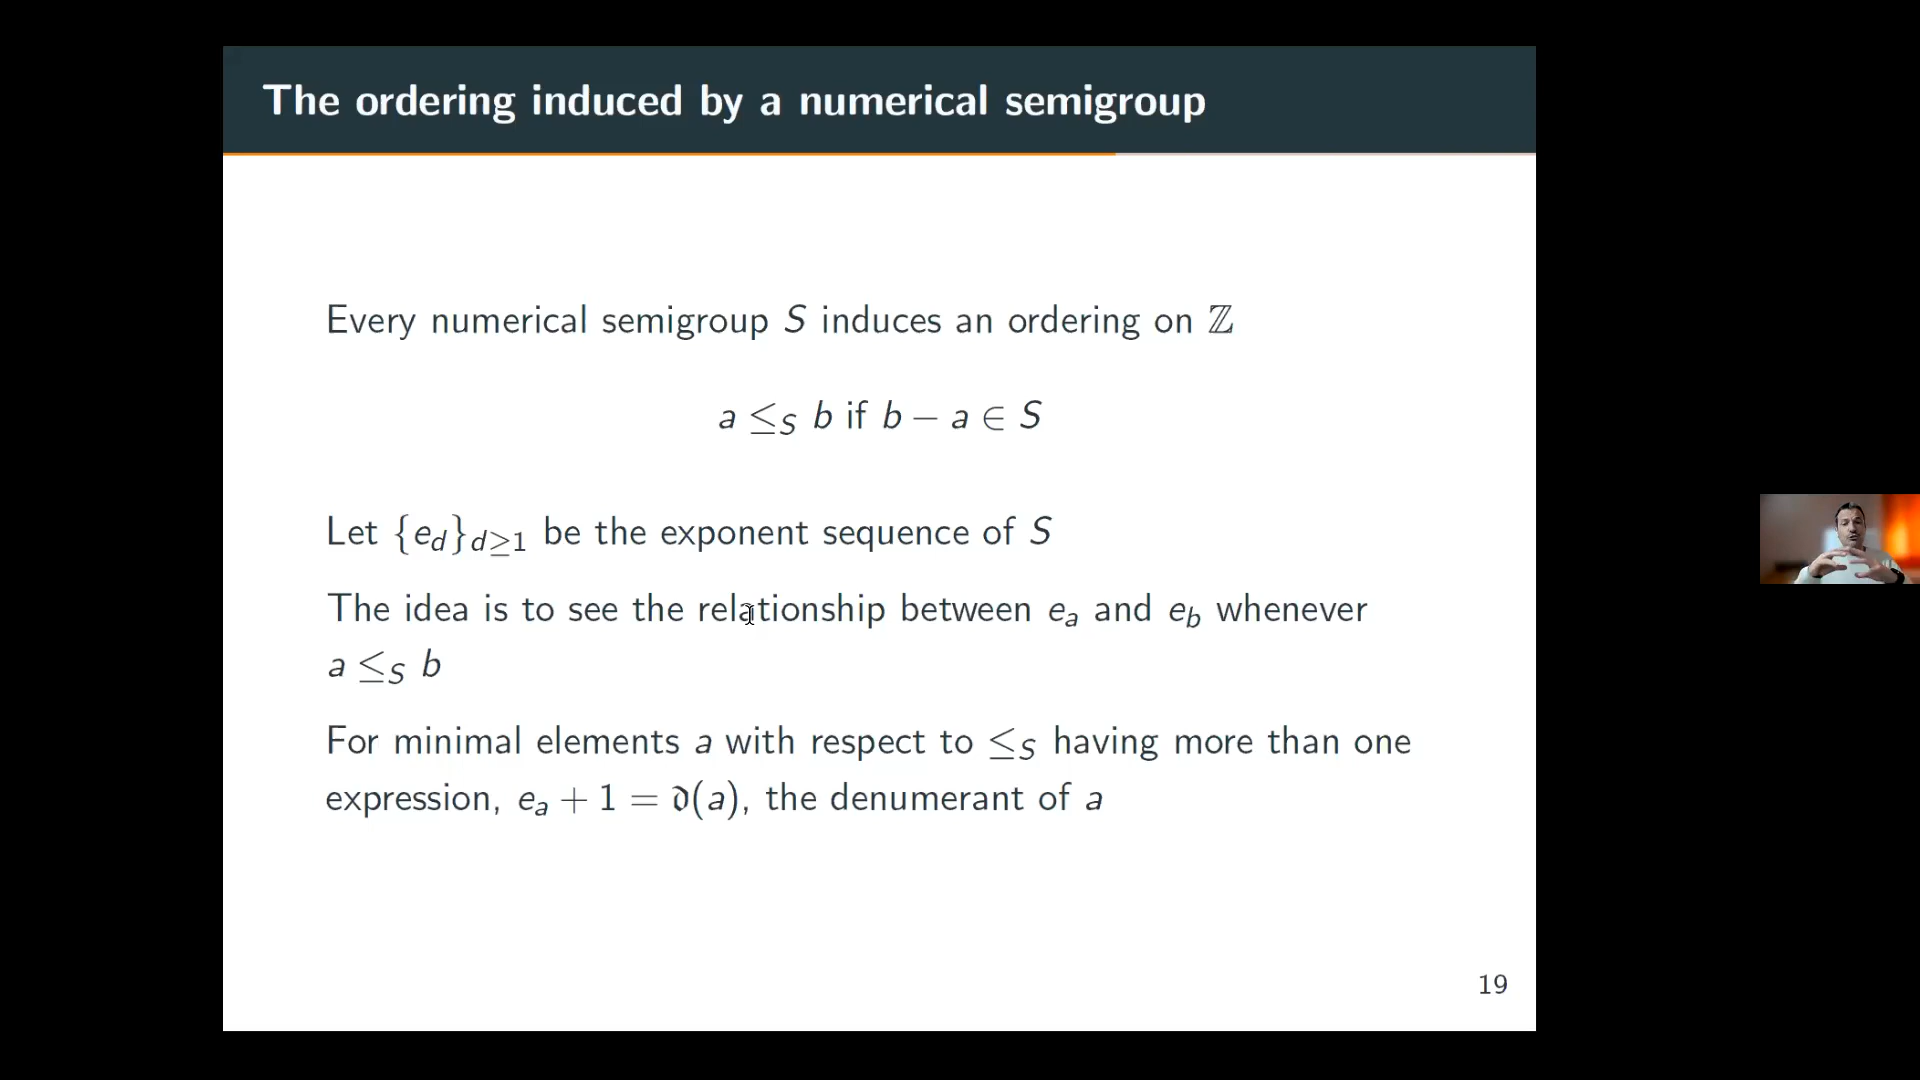 The ordering induced by a numerical semigroup
Every numerical semigroup S induces an ordering on ℤ
a ≤_S b if b − a ∈ S
Let {e_d}_{d≥1} be the exponent sequence of S
The idea is to see the relationship between e_a and e_b whenever
a ≤_S b
For minimal elements a with respect to ≤_S having more than one
expression, e_a + 1 = 𝔡(a), the denumerant of a
19